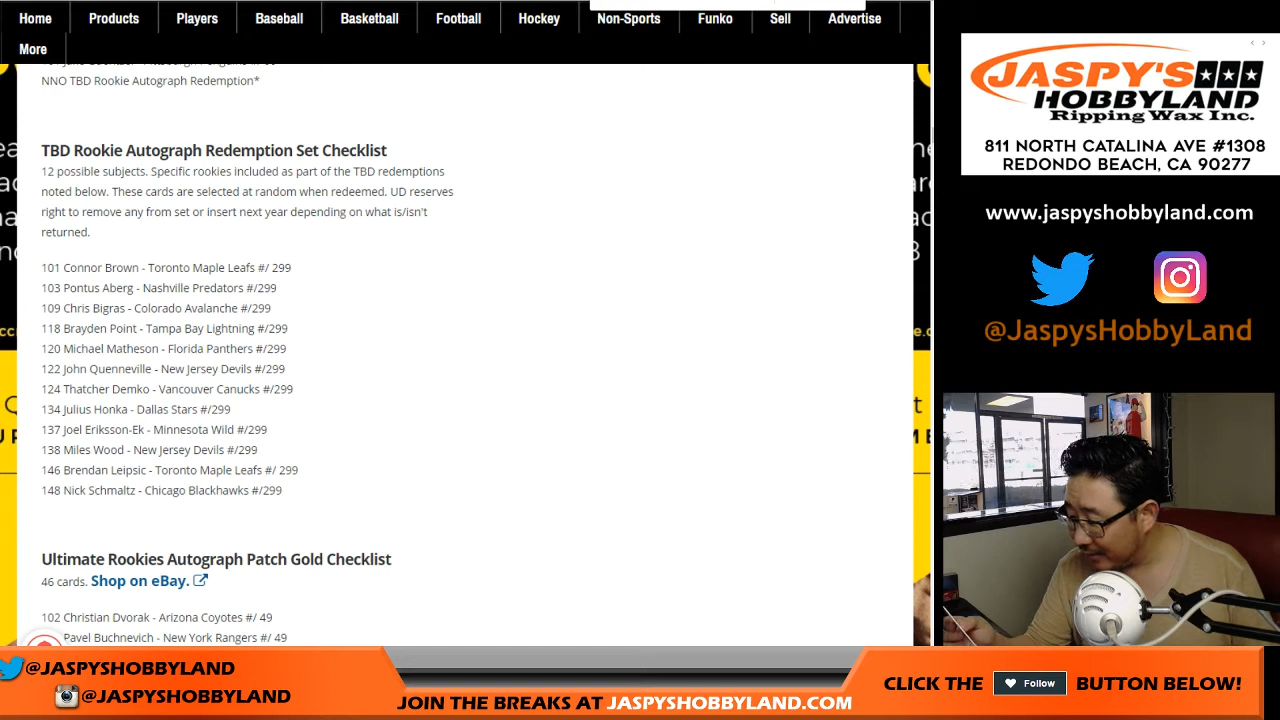 Home Products Players Baseball Basketball Football Hockey Non-Sports Funko Sell Advertise
More
NNO TBD Rookie Autograph Redemption*
TBD Rookie Autograph Redemption Set Checklist
12 possible subjects. Specific rookies included as part of the TBD redemptions
noted below. These cards are selected at random when redeemed. UD reserves
right to remove any from set or insert next year depending on what is/isn't
returned.
101 Connor Brown - Toronto Maple Leafs #/ 299
103 Pontus Aberg - Nashville Predators #/299
109 Chris Bigras - Colorado Avalanche #/299
118 Brayden Point - Tampa Bay Lightning #/299
120 Michael Matheson - Florida Panthers #/299
122 John Quenneville - New Jersey Devils #/299
124 Thatcher Demko - Vancouver Canucks #/299
134 Julius Honka - Dallas Stars #/299
137 Joel Eriksson-Ek - Minnesota Wild #/299
138 Miles Wood - New Jersey Devils #/299
146 Brendan Leipsic - Toronto Maple Leafs #/ 299
148 Nick Schmaltz - Chicago Blackhawks #/299
Ultimate Rookies Autograph Patch Gold Checklist
46 cards. Shop on eBay.
102 Christian Dvorak - Arizona Coyotes #/ 49
Pavel Buchnevich - New York Rangers #/ 49
JASPY'S
HOBBYLAND
Ripping Wax Inc.
811 NORTH CATALINA AVE #1308
REDONDO BEACH, CA 90277
www.jaspyshobbyland.com
@JaspysHobbyLand
@JASPYSHOBBYLAND
@JASPYSHOBBYLAND
JOIN THE BREAKS AT JASPYSHOBBYLAND.COM
CLICK THE Follow BUTTON BELOW!